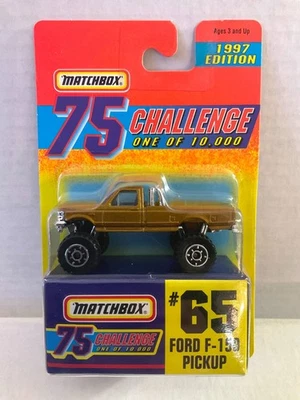 Ages 3 and Up
1997
EDITION
MATCHBOX
75 CHALLENGE
ONE OF 10,000
MATCHBOX
75 CHALLENGE
ONE OF 10,000
#65
FORD F-150
PICKUP